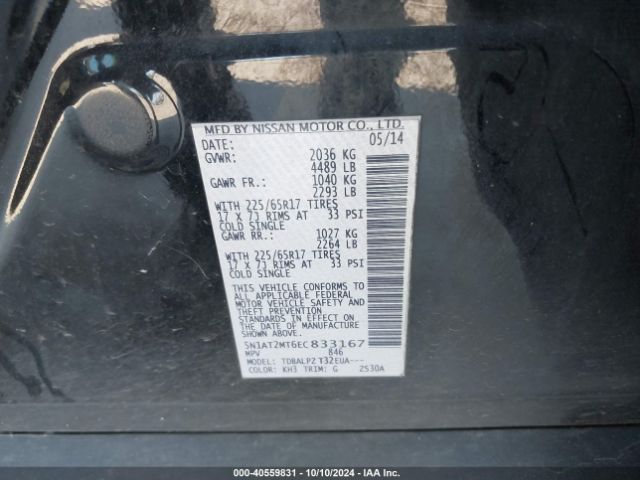 MFD BY NISSAN MOTOR CO., LTD.
DATE: 05/14
GVWR: 2036 KG
4489 LB
GAWR FR.: 1040 KG
2293 LB
WITH 225/65R17 TIRES
17 X 7J RIMS AT 33 PSI
COLD SINGLE
GAWR RR.: 1027 KG
2264 LB
WITH 225/65R17 TIRES
17 X 7J RIMS AT 33 PSI
COLD SINGLE
THIS VEHICLE CONFORMS TO
ALL APPLICABLE FEDERAL
MOTOR VEHICLE SAFETY AND
THEFT PREVENTION
STANDARDS IN EFFECT ON
THE DATE OF MFR. SHOWN
ABOVE.
5N1AT2MT6EC833167
MPV 846
MODEL: TDBALPZ T32EUA---
COLOR: KH3 TRIM: G 2S30A
000-40559831 - 10/10/2024 - IAA Inc.